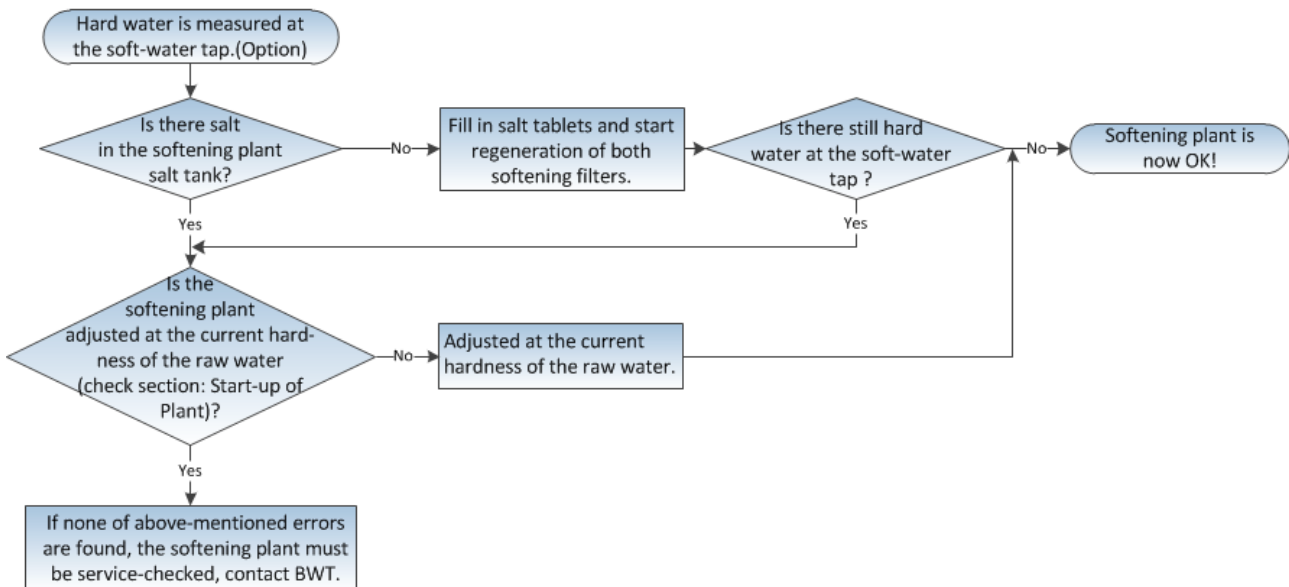 Hard water is measured at
the soft-water tap.(Option)
Is there salt
in the softening plant
salt tank?
No
Fill in salt tablets and start
regeneration of both
softening filters.
Is there still hard
water at the soft-water
tap ?
No
Softening plant is
now OK!
Yes
Yes
Is the
softening plant
adjusted at the current hard-
ness of the raw water
(check section: Start-up of
Plant)?
No
Adjusted at the current
hardness of the raw water.
Yes
If none of above-mentioned errors
are found, the softening plant must
be service-checked, contact BWT.